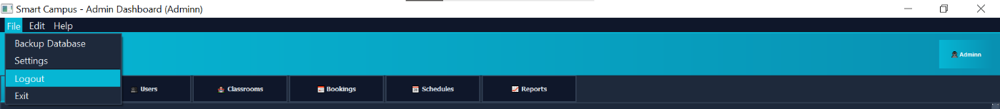 Smart Campus - Admin Dashboard (Adminn)
File Edit Help
Backup Database
Settings
Logout
Exit
Adminn
Users Classrooms Bookings Schedules Reports